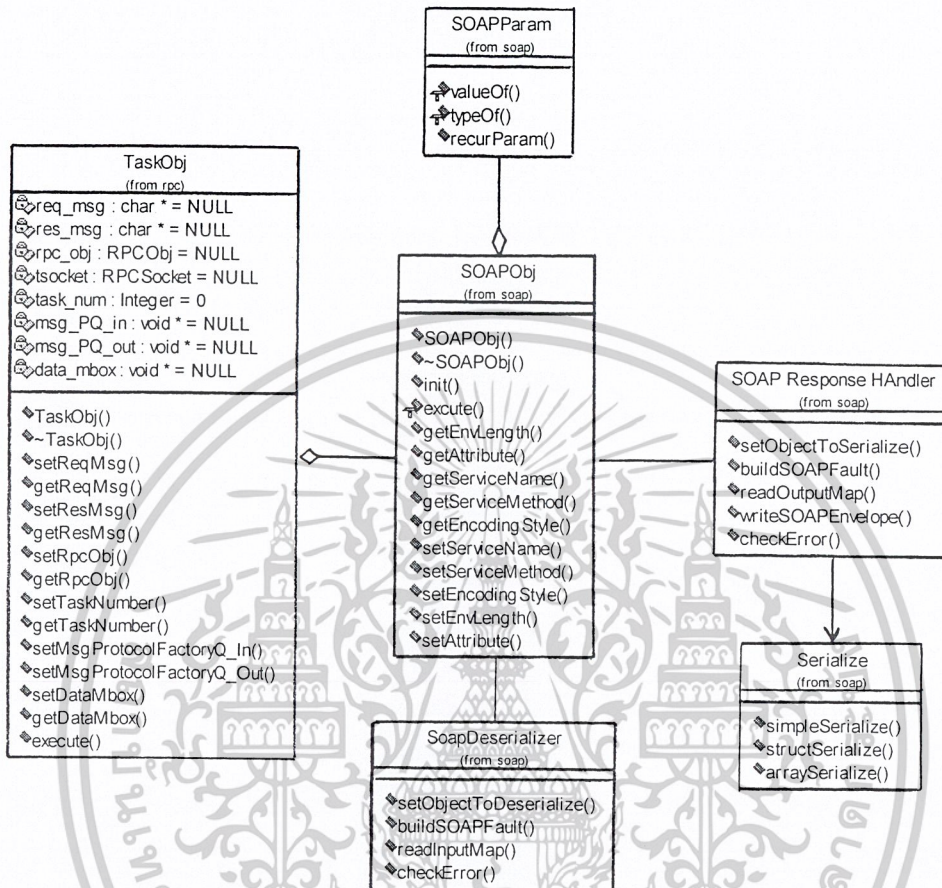 SOAPParam
(from soap)
valueOf()
typeOf()
recurParam()
TaskObj
(from rpc)
req_msg : char * = NULL
res_msg : char * = NULL
rpc_obj : RPCObj = NULL
tsocket : RPCSocket = NULL
task_num : Integer = 0
msg_PQ_in : void * = NULL
msg_PQ_out : void * = NULL
data_mbox : void * = NULL
TaskObj()
~TaskObj()
setReqMsg()
getReqMsg()
setResMsg()
getResMsg()
setRpcObj()
getRpcObj()
setTaskNumber()
getTaskNumber()
setMsgProtocolFactoryQ_In()
setMsgProtocolFactoryQ_Out()
setDataMbox()
getDataMbox()
execute()
SOAPObj
(from soap)
SOAPObj()
~SOAPObj()
init()
excute()
getEnvLength()
getAttribute()
getServiceName()
getServiceMethod()
getEncodingStyle()
setServiceName()
setServiceMethod()
setEncodingStyle()
setEnvLength()
setAttribute()
SOAP Response HAndler
(from soap)
setObjectToSerialize()
buildSOAPFault()
readOutputMap()
writeSOAPEnvelope()
checkError()
Serialize
(from soap)
simpleSerialize()
structSerialize()
arraySerialize()
SoapDeserializer
(from soap)
setObjectToDeserialize()
buildSOAPFault()
readInputMap()
checkError()